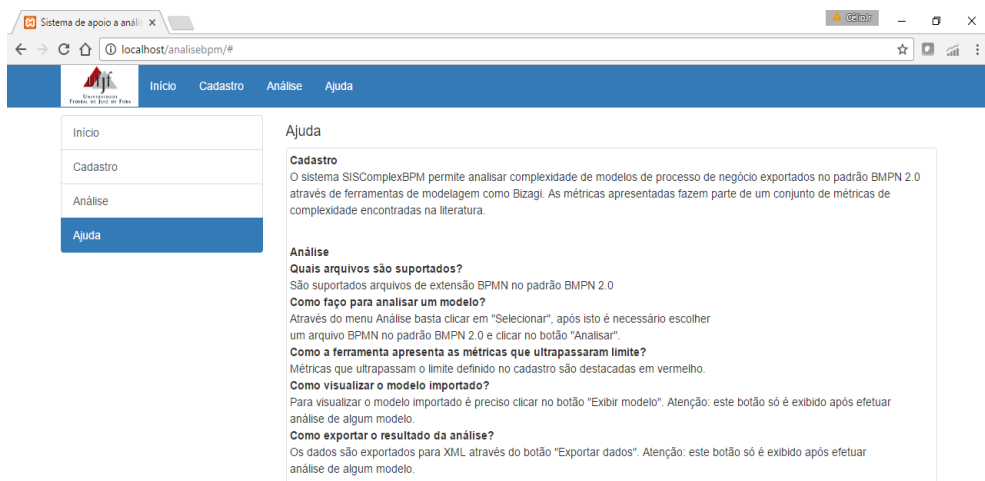 Sistema de apoio a anális
CélioJr
localhost/analisebpm/#
ufjf
UNIVERSIDADE
FEDERAL DE JUIZ DE FORA
Início Cadastro Análise Ajuda
Início
Cadastro
Análise
Ajuda
Ajuda
Cadastro
O sistema SISComplexBPM permite analisar complexidade de modelos de processo de negócio exportados no padrão BMPN 2.0
através de ferramentas de modelagem como Bizagi. As métricas apresentadas fazem parte de um conjunto de métricas de
complexidade encontradas na literatura.
Análise
Quais arquivos são suportados?
São suportados arquivos de extensão BPMN no padrão BMPN 2.0
Como faço para analisar um modelo?
Através do menu Análise basta clicar em "Selecionar", após isto é necessário escolher
um arquivo BPMN no padrão BMPN 2.0 e clicar no botão "Analisar".
Como a ferramenta apresenta as métricas que ultrapassaram limite?
Métricas que ultrapassam o limite definido no cadastro são destacadas em vermelho.
Como visualizar o modelo importado?
Para visualizar o modelo importado é preciso clicar no botão "Exibir modelo". Atenção: este botão só é exibido após efetuar
análise de algum modelo.
Como exportar o resultado da análise?
Os dados são exportados para XML através do botão "Exportar dados". Atenção: este botão só é exibido após efetuar
análise de algum modelo.